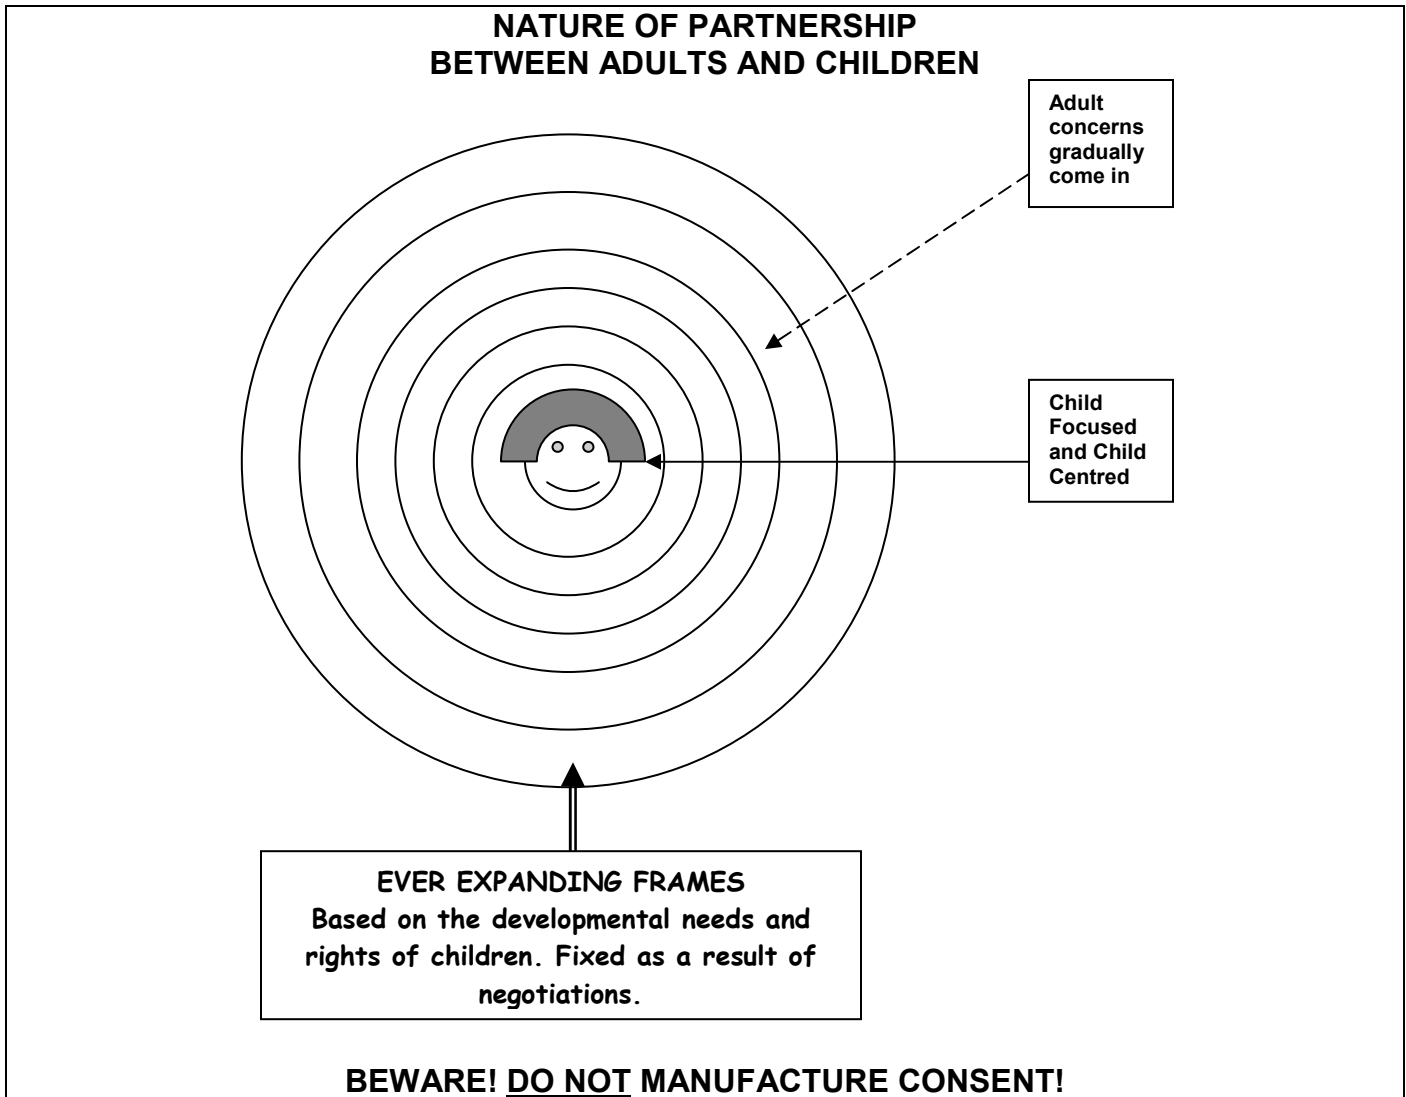 NATURE OF PARTNERSHIP
BETWEEN ADULTS AND CHILDREN
Adult
concerns
gradually
come in
Child
Focused
and Child
Centred
EVER EXPANDING FRAMES
Based on the developmental needs and
rights of children. Fixed as a result of
negotiations.
BEWARE! DO NOT MANUFACTURE CONSENT!